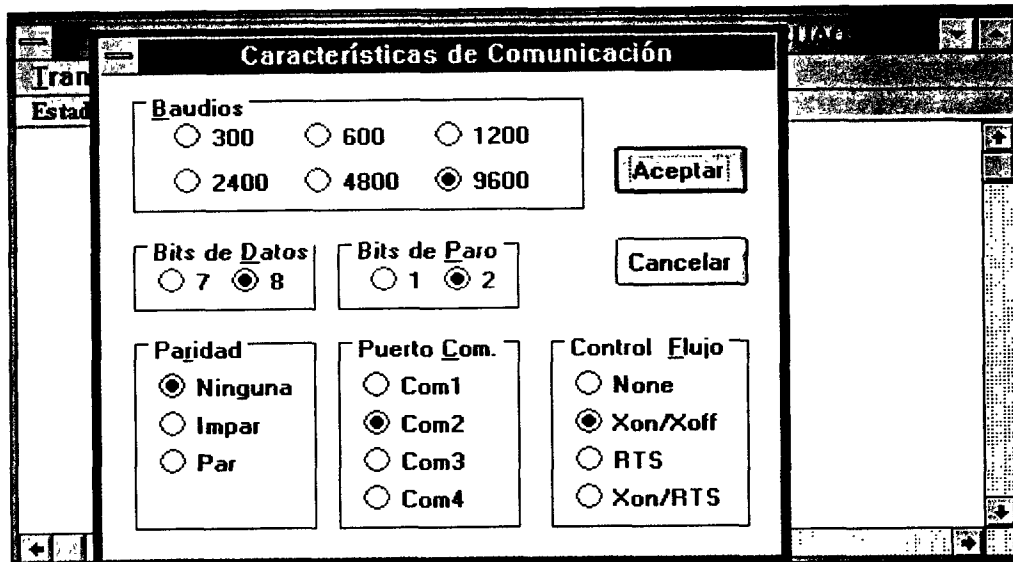 Características de Comunicación
Tran
Estad
Baudios
300 600 1200
2400 4800 9600
Aceptar
Bits de Datos Bits de Paro
7 8 1 2
Cancelar
Paridad Puerto Com. Control Flujo
Ninguna Com1 None
Impar Com2 Xon/Xoff
Par Com3 RTS
Com4 Xon/RTS